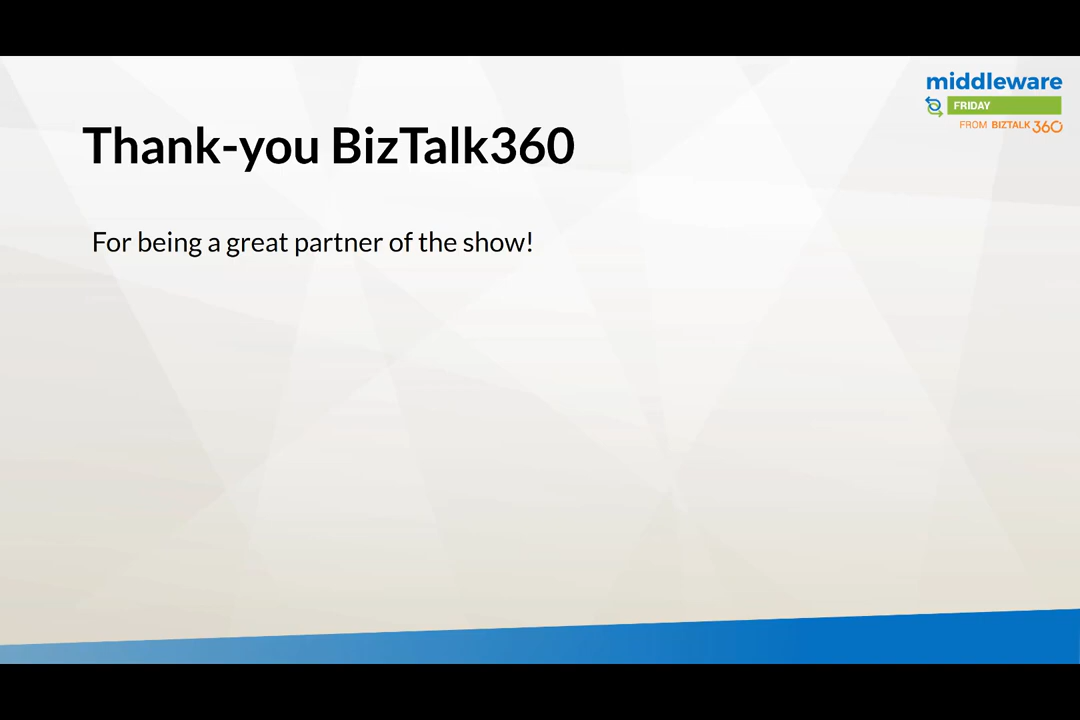 middleware
FRIDAY
FROM BIZTALK360
Thank-you BizTalk360
For being a great partner of the show!